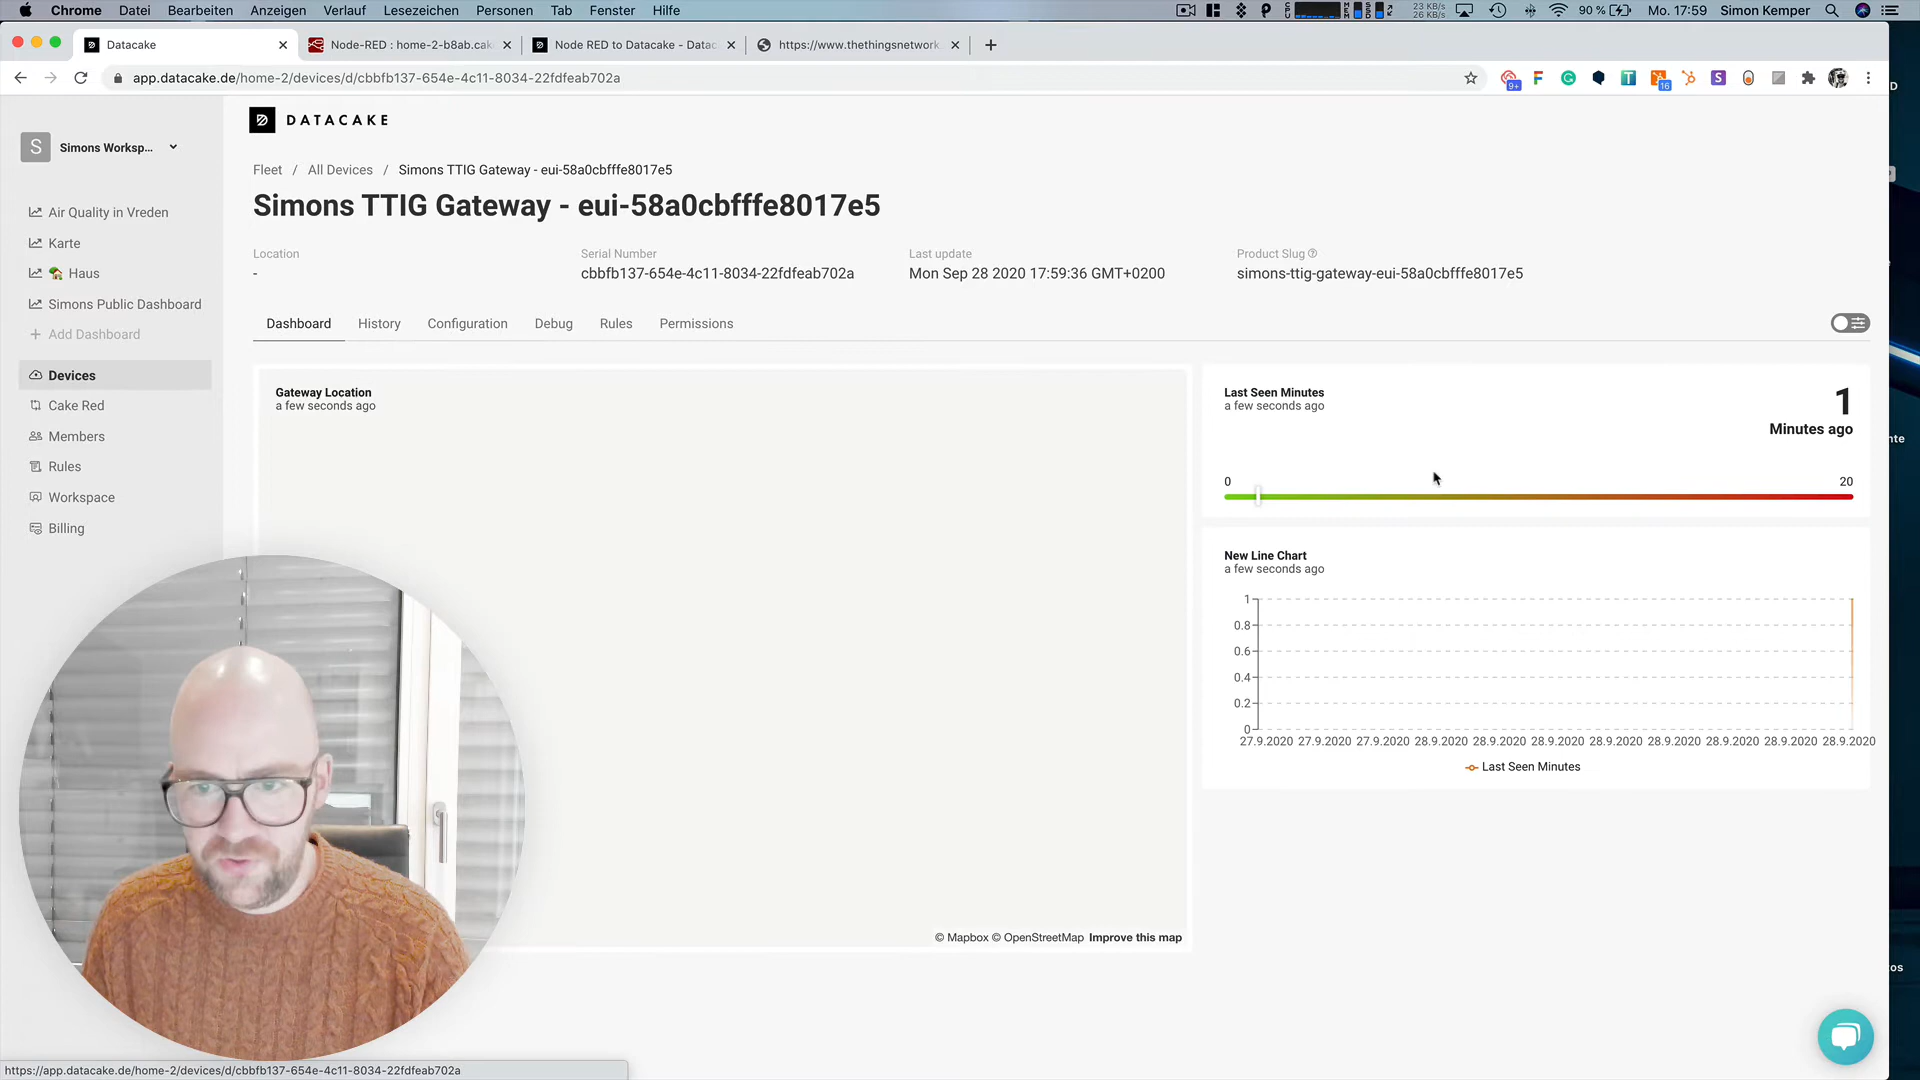 Chrome Datei Bearbeiten Anzeigen Verlauf Lesezeichen Personen Tab Fenster Hilfe
23 KB/s
26 KB/s
90 % Mo. 17:59 Simon Kemper
Datacake
Node-RED : home-2-b8ab.cak
Node RED to Datacake - Datac
https://www.thethingsnetwork
app.datacake.de/home-2/devices/d/cbbfb137-654e-4c11-8034-22fdfeab702a
9+
16
S Simons Worksp...
DATACAKE
Fleet / All Devices / Simons TTIG Gateway - eui-58a0cbfffe8017e5
Simons TTIG Gateway - eui-58a0cbfffe8017e5
Location
-
Serial Number
cbbfb137-654e-4c11-8034-22fdfeab702a
Last update
Mon Sep 28 2020 17:59:36 GMT+0200
Product Slug
simons-ttig-gateway-eui-58a0cbfffe8017e5
Air Quality in Vreden
Karte
Haus
Simons Public Dashboard
+ Add Dashboard
Devices
Cake Red
Members
Rules
Workspace
Billing
Dashboard History Configuration Debug Rules Permissions
Gateway Location
a few seconds ago
© Mapbox © OpenStreetMap Improve this map
Last Seen Minutes
a few seconds ago
1
Minutes ago
0 20
New Line Chart
a few seconds ago
1
0.8
0.6
0.4
0.2
0
27.9.2020 27.9.2020 27.9.2020 28.9.2020 28.9.2020 28.9.2020 28.9.2020 28.9.2020 28.9.2020 28.9.2020 28.9.2020
Last Seen Minutes
https://app.datacake.de/home-2/devices/d/cbbfb137-654e-4c11-8034-22fdfeab702a